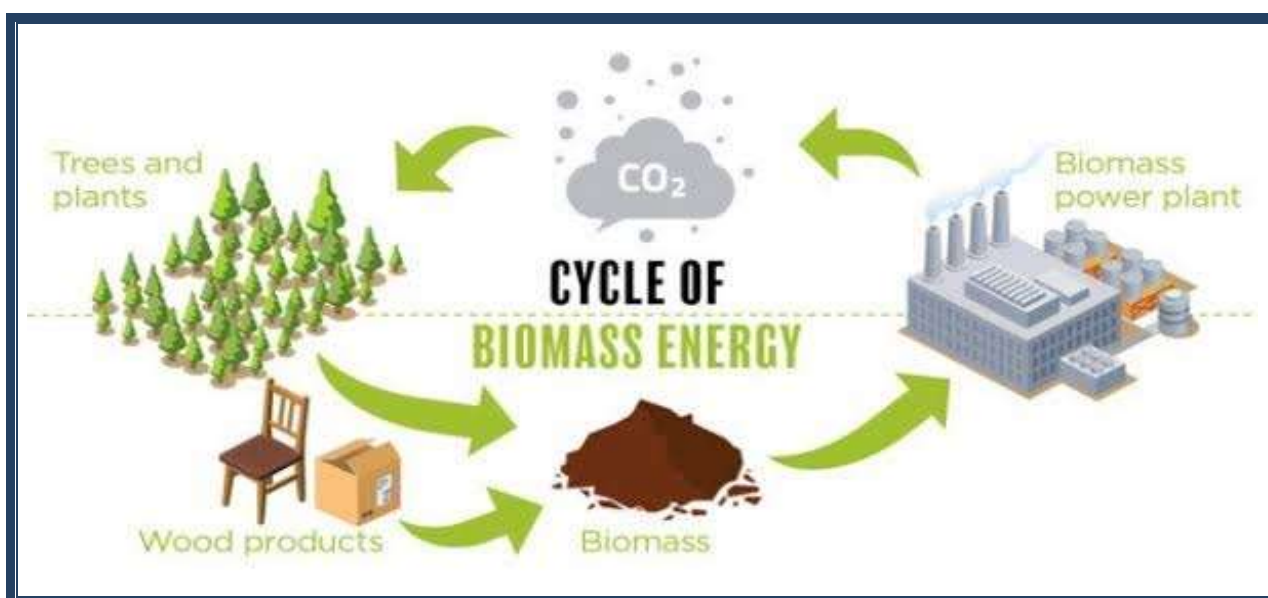 CO₂
Trees and
plants
Biomass
power plant
CYCLE OF
BIOMASS ENERGY
Wood products
Biomass